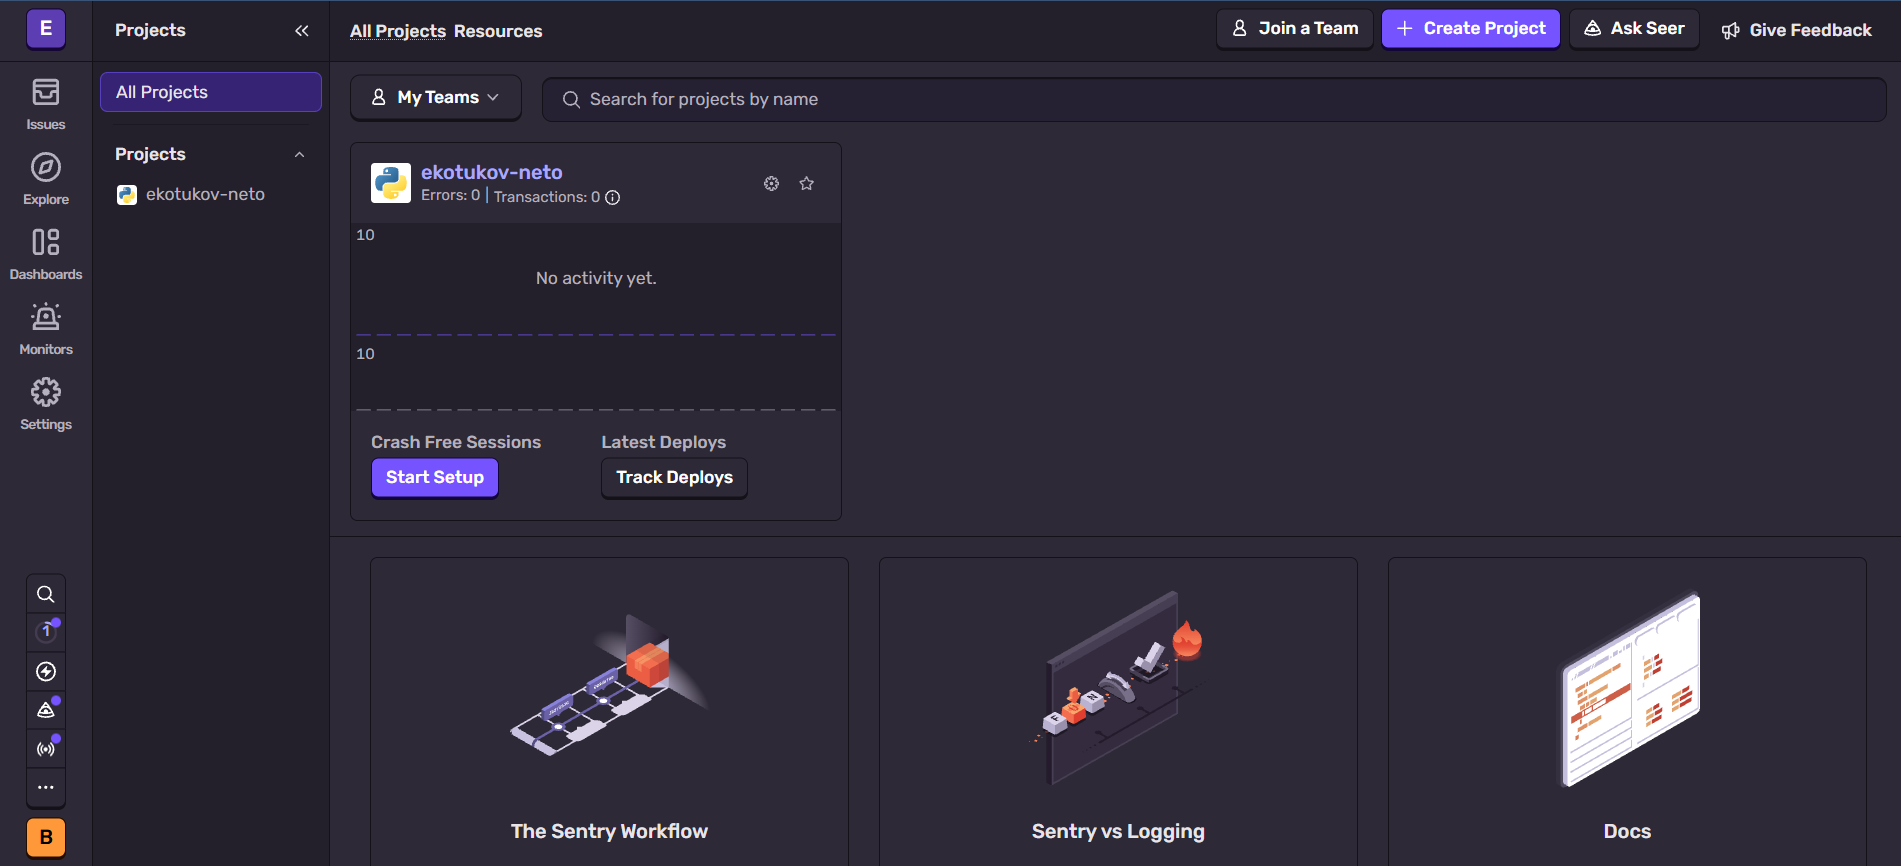 E
Projects
All Projects Resources
Join a Team
Create Project
Ask Seer
Give Feedback
Issues
Explore
Dashboards
Monitors
Settings
1
B
All Projects
Projects
ekotukov-neto
My Teams
Search for projects by name
ekotukov-neto
Errors: 0 | Transactions: 0
10
No activity yet.
10
Crash Free Sessions
Latest Deploys
Start Setup
Track Deploys
The Sentry Workflow
Sentry vs Logging
Docs